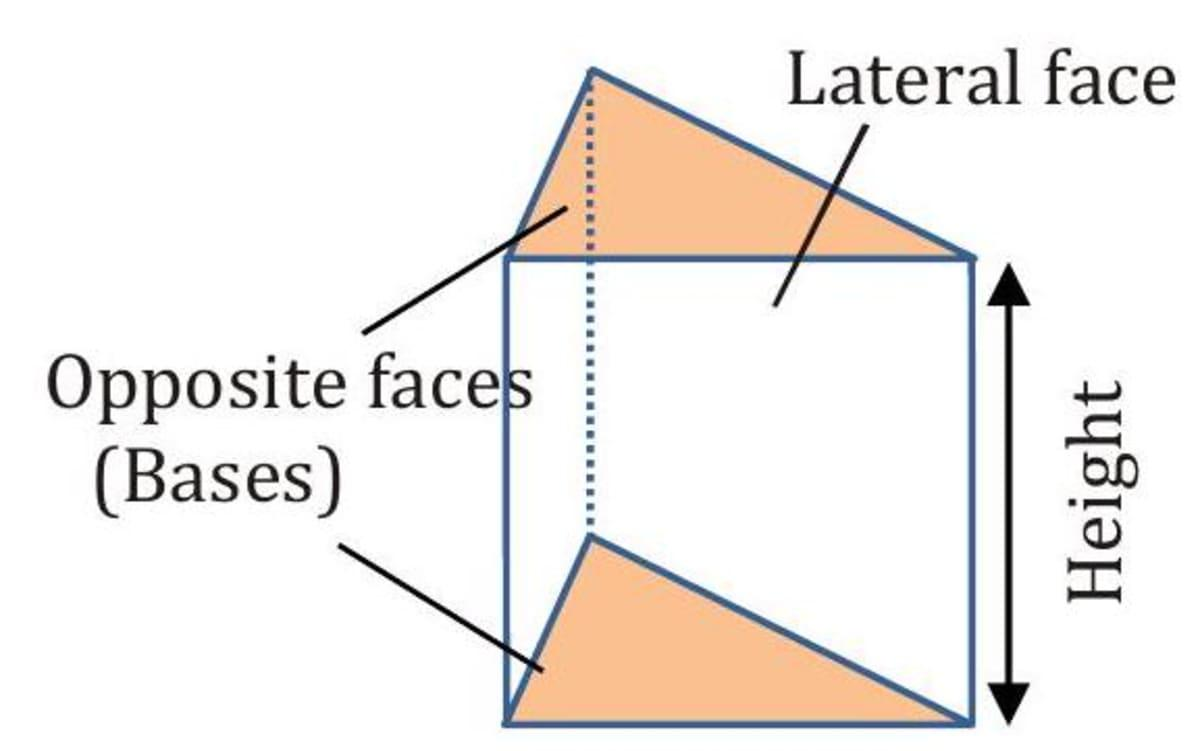 Lateral face
Opposite faces
(Bases)
Height